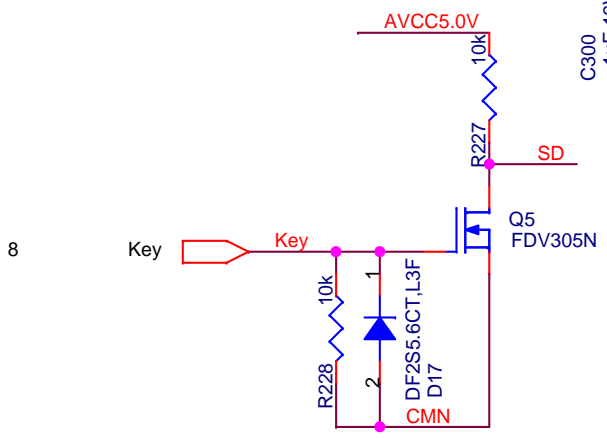 AVCC5.0V
10k
R227
C300
SD
Q5
FDV305N
8
Key
Key
10k
R228
1
2
DF2S5.6CT,L3F
D17
CMN